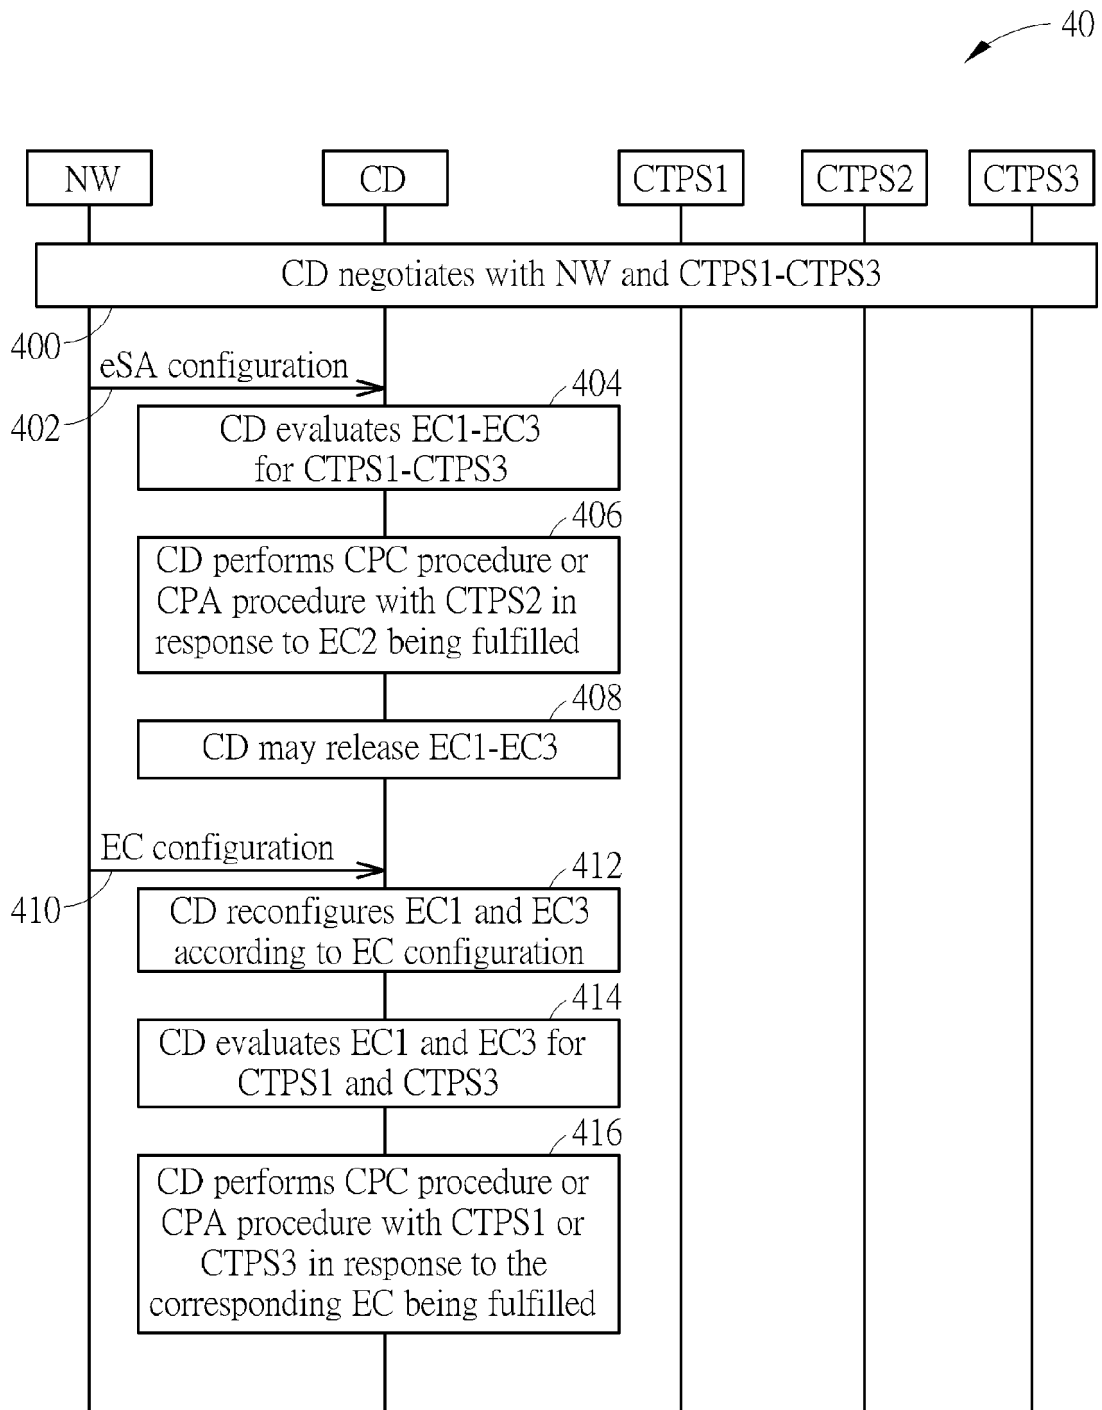 40
NW
CD
CTPS1
CTPS2
CTPS3
CD negotiates with NW and CTPS1-CTPS3
400
eSA configuration
402
404
CD evaluates EC1-EC3
for CTPS1-CTPS3
406
CD performs CPC procedure or
CPA procedure with CTPS2 in
response to EC2 being fulfilled
408
CD may release EC1-EC3
EC configuration
410
412
CD reconfigures EC1 and EC3
according to EC configuration
414
CD evaluates EC1 and EC3 for
CTPS1 and CTPS3
416
CD performs CPC procedure or
CPA procedure with CTPS1 or
CTPS3 in response to the
corresponding EC being fulfilled